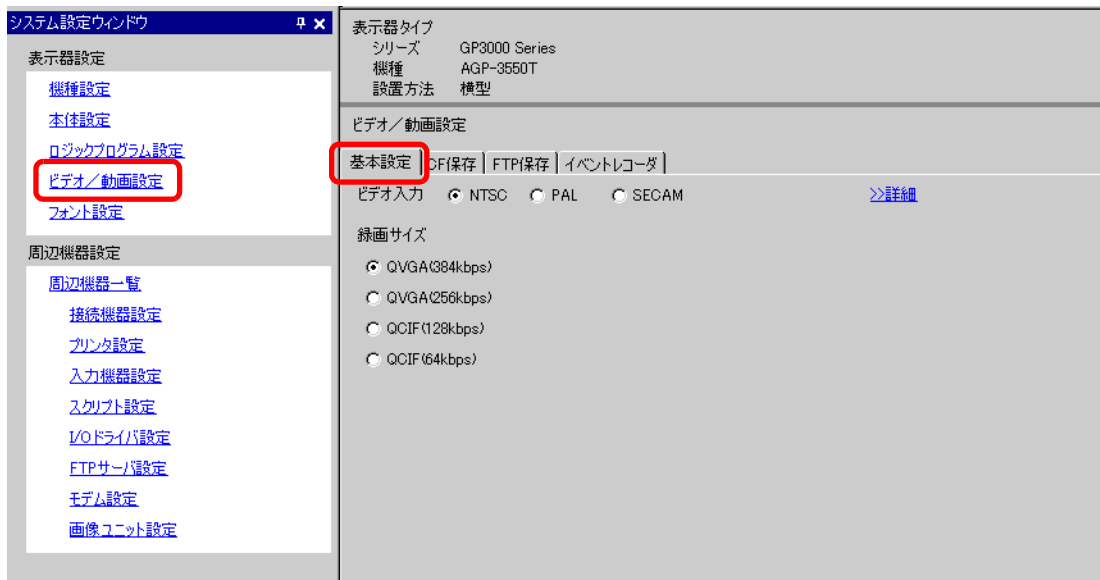 システム設定ウィンドウ
表示器設定
機種設定
本体設定
ロジックプログラム設定
ビデオ／動画設定
フォント設定
周辺機器設定
周辺機器一覧
接続機器設定
プリンタ設定
入力機器設定
スクリプト設定
I/Oドライバ設定
FTPサーバ設定
モデム設定
画像ユニット設定
表示器タイプ
シリーズ GP3000 Series
機種 AGP-3550T
設置方法 横型
ビデオ／動画設定
基本設定 CF保存 FTP保存 イベントレコーダ
ビデオ入力 NTSC PAL SECAM >>詳細
録画サイズ
QVGA(384kbps)
QVGA(256kbps)
QCIF(128kbps)
QCIF(64kbps)